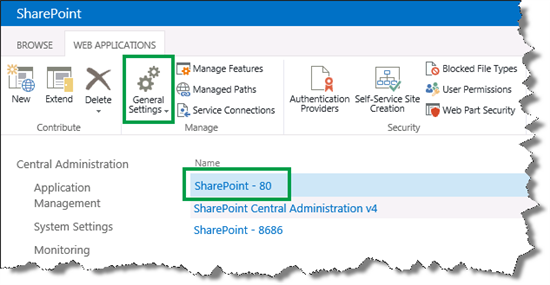 SharePoint
BROWSE WEB APPLICATIONS
New Extend Delete General Settings
Manage Features
Managed Paths
Service Connections
Authentication Providers
Self-Service Site Creation
Blocked File Types
User Permissions
Web Part Security
Contribute Manage Security
Central Administration
Application
Management
System Settings
Monitoring
Name
SharePoint - 80
SharePoint Central Administration v4
SharePoint - 8686